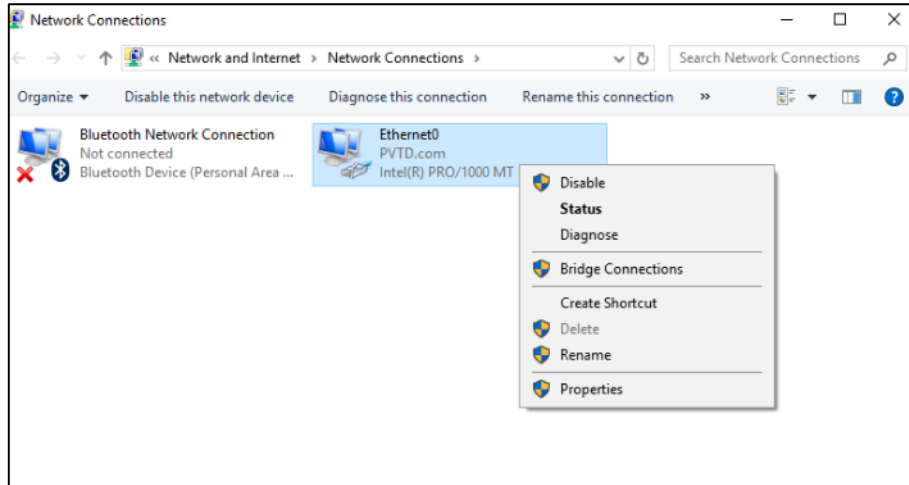 Network Connections
« Network and Internet > Network Connections >
Search Network Connections
Organize
Disable this network device
Diagnose this connection
Rename this connection
»
Bluetooth Network Connection
Not connected
Bluetooth Device (Personal Area ...
Ethernet0
PVTD.com
Intel(R) PRO/1000 MT
Disable
Status
Diagnose
Bridge Connections
Create Shortcut
Delete
Rename
Properties